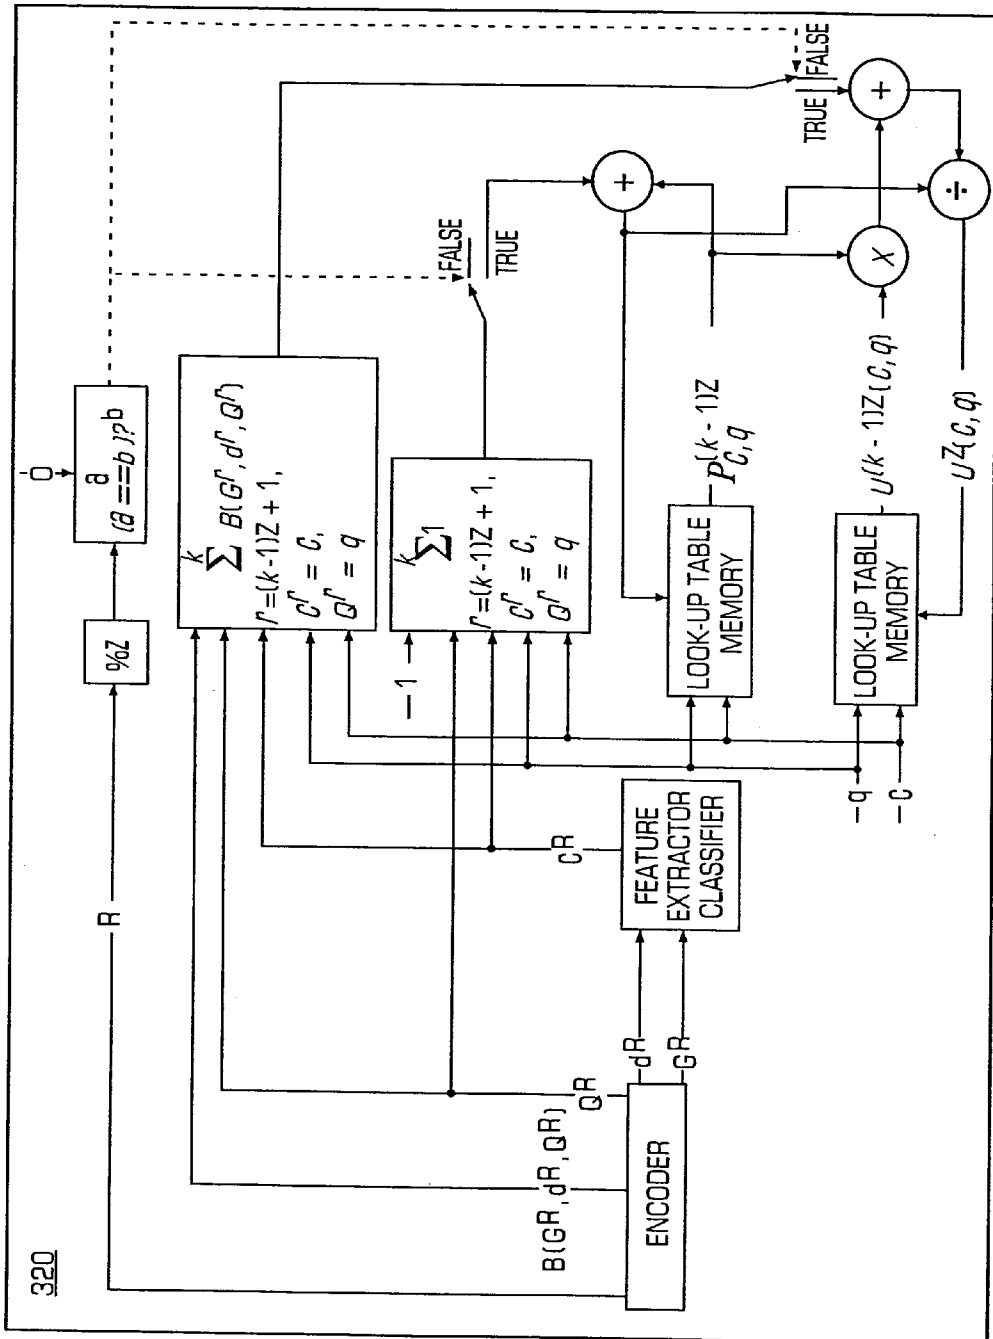 320
R
%Z
0
a
(a==b)?b
B(G^R, d^R, Q^R)
Q^R
ENCODER
d^R
G^R
FEATURE
EXTRACTOR
CLASSIFIER
C^R
k
∑ B(G^r, d^r, Q^r)
r=(k-1)Z + 1,
C^r = C,
Q^r = q
1
k
∑ 1
r=(k-1)Z + 1,
C^r = C,
Q^r = q
FALSE
TRUE
FALSE
TRUE
q
C
LOOK-UP TABLE
MEMORY
P_{C,q}^{(k-1)Z}
+
LOOK-UP TABLE
MEMORY
U^{(k-1)Z}(C,q)
X
+
÷
U^Z(C,q)